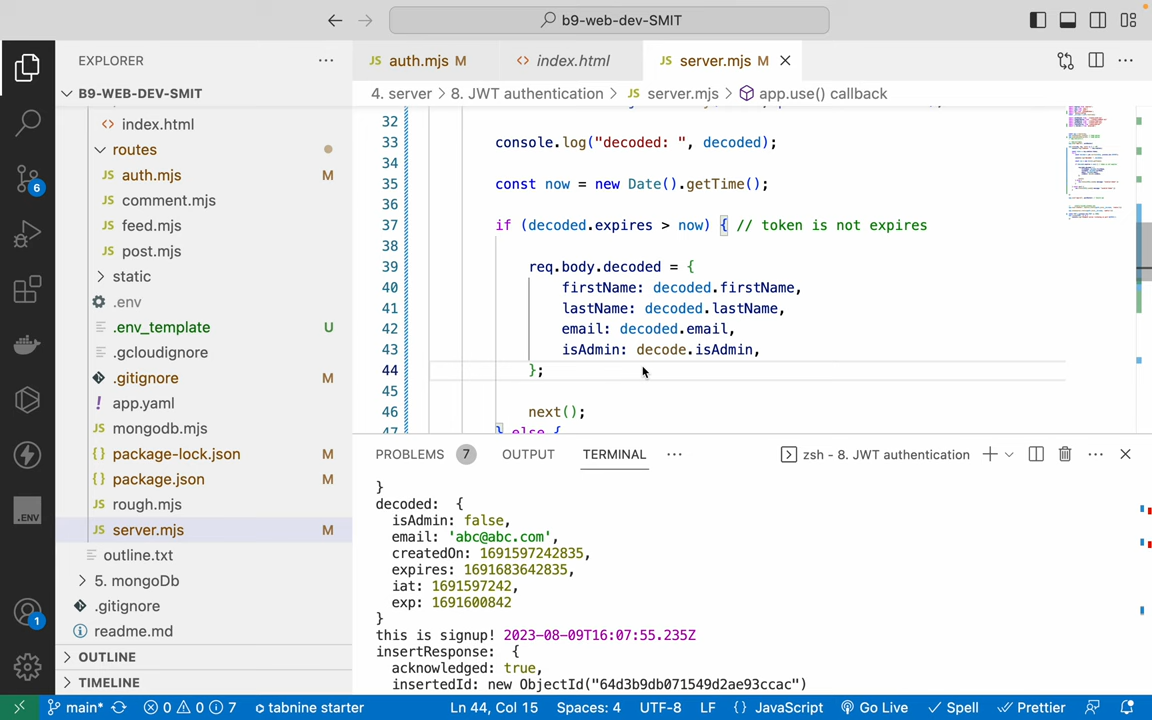 b9-web-dev-SMIT
EXPLORER
B9-WEB-DEV-SMIT
index.html
routes
auth.mjs M
comment.mjs
feed.mjs
post.mjs
static
.env
.env_template U
.gcloudignore
.gitignore M
app.yaml
mongodb.mjs
package-lock.json M
package.json M
rough.mjs
server.mjs M
outline.txt
5. mongoDb
.gitignore
readme.md
OUTLINE
TIMELINE
6
.ENV
1
JS auth.mjs M
<> index.html
JS server.mjs M
4. server > 8. JWT authentication > JS server.mjs > app.use() callback
32
33 console.log("decoded: ", decoded);
34
35 const now = new Date().getTime();
36
37 if (decoded.expires > now) { // token is not expires
38
39 req.body.decoded = {
40 firstName: decoded.firstName,
41 lastName: decoded.lastName,
42 email: decoded.email,
43 isAdmin: decode.isAdmin,
44 };
45
46 next();
47 } else {
PROBLEMS 7 OUTPUT TERMINAL
zsh - 8. JWT authentication
}
decoded: {
isAdmin: false,
email: 'abc@abc.com',
createdOn: 1691597242835,
expires: 1691683642835,
iat: 1691597242,
exp: 1691600842
}
this is signup! 2023-08-09T16:07:55.235Z
insertResponse: {
acknowledged: true,
insertedId: new ObjectId("64d3b9db071549d2ae93ccac")
main* 0 0 7 tabnine starter Ln 44, Col 15 Spaces: 4 UTF-8 LF {} JavaScript Go Live Spell Prettier